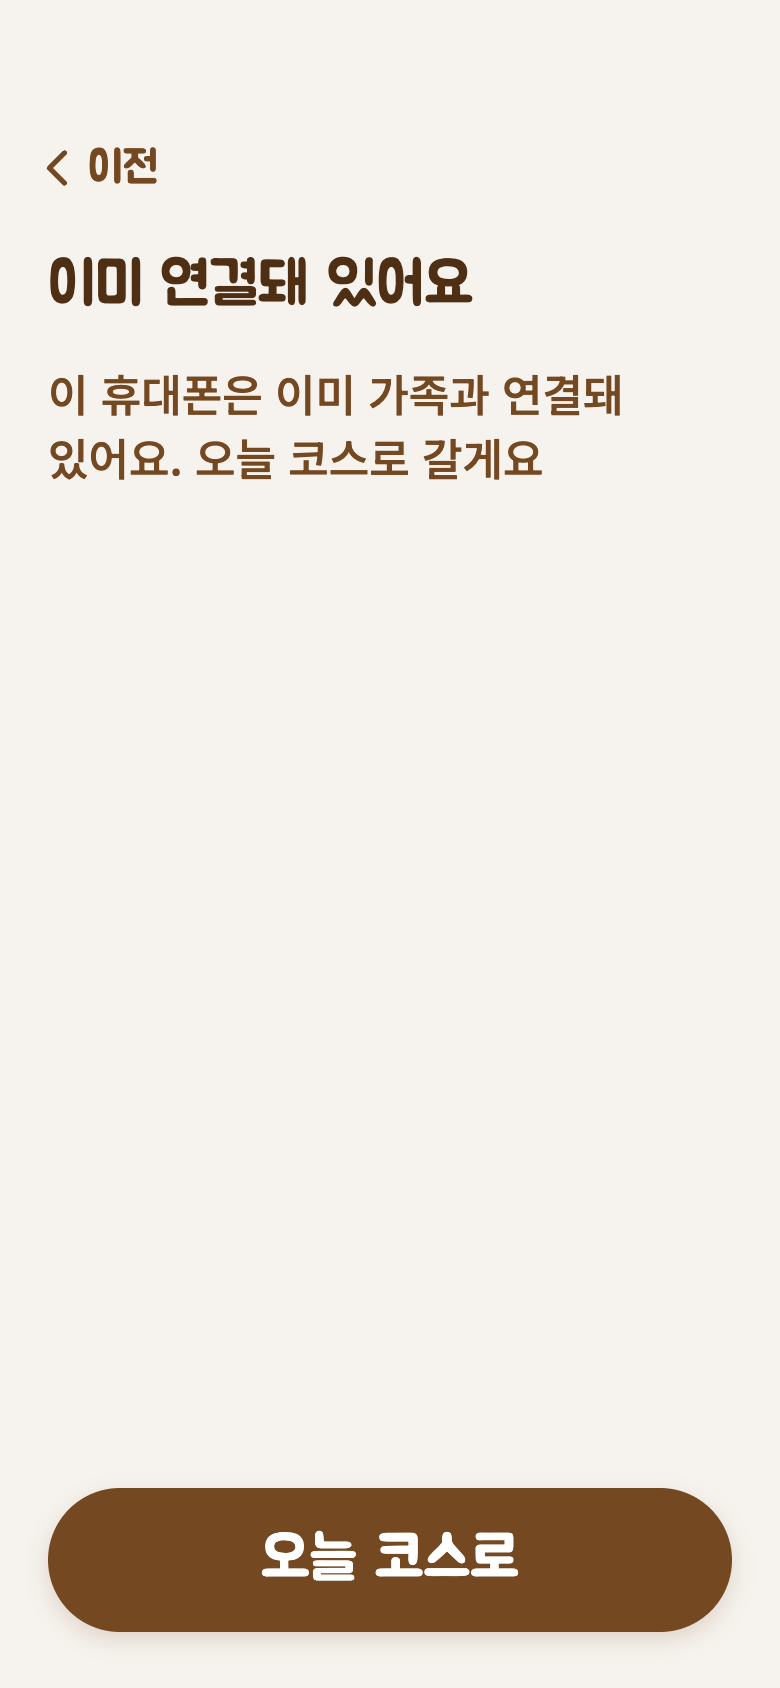 이전
이미 연결돼 있어요
이 휴대폰은 이미 가족과 연결돼
있어요. 오늘 코스로 갈게요
오늘 코스로